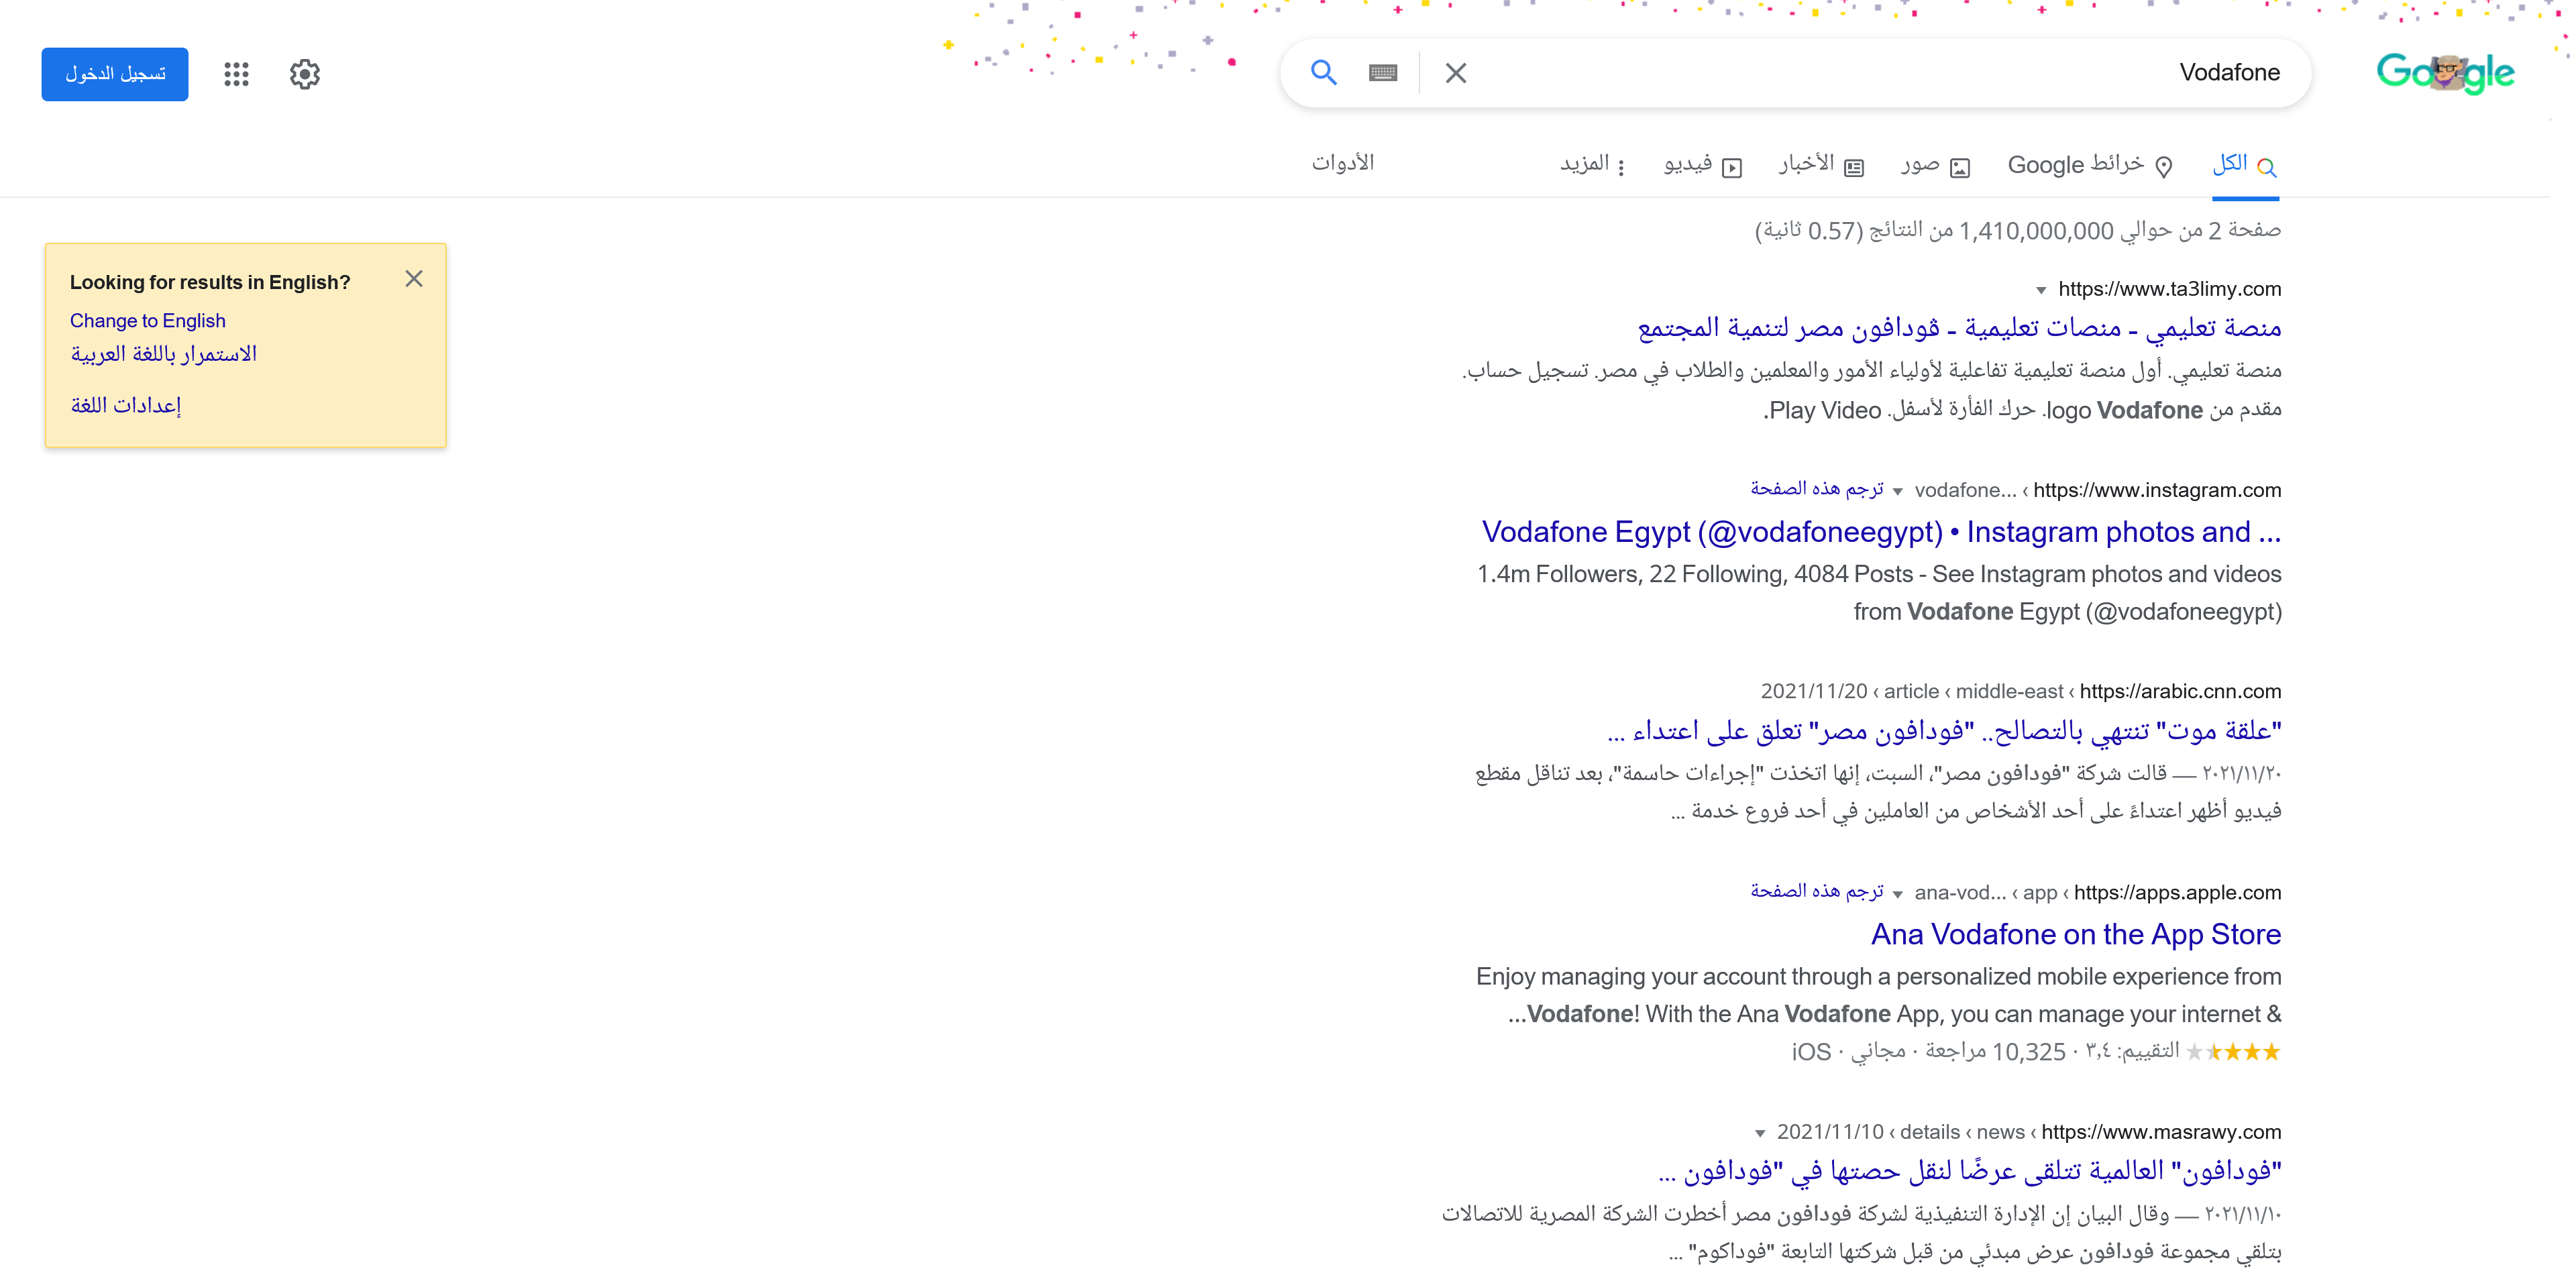 Google
Vodafone
تسجيل الدخول
الكل
خرائط Google
صور
الأخبار
فيديو
المزيد
الأدوات
صفحة 2 من حوالي 1,410,000,000 من النتائج (0.57 ثانية)
Looking for results in English?
Change to English
الاستمرار باللغة العربية
إعدادات اللغة
https://www.ta3limy.com
منصة تعليمي - منصات تعليمية - ڤودافون مصر لتنمية المجتمع
منصة تعليمي. أول منصة تعليمية تفاعلية لأولياء الأمور والمعلمين والطلاب في مصر. تسجيل حساب.
مقدم من logo Vodafone. حرك الفأرة لأسفل. Play Video.
https://www.instagram.com › vodafone... ترجم هذه الصفحة
Vodafone Egypt (@vodafoneegypt) • Instagram photos and ...
1.4m Followers, 22 Following, 4084 Posts - See Instagram photos and videos
from Vodafone Egypt (@vodafoneegypt)
https://arabic.cnn.com › middle-east › article › 2021/11/20
"علقة موت" تنتهي بالتصالح.. "فودافون مصر" تعلق على اعتداء ...
٢٠٢١/١١/٢٠ — قالت شركة "فودافون مصر"، السبت، إنها اتخذت "إجراءات حاسمة"، بعد تناقل مقطع
فيديو أظهر اعتداءً على أحد الأشخاص من العاملين في أحد فروع خدمة ...
https://apps.apple.com › app › ana-vod... ترجم هذه الصفحة
Ana Vodafone on the App Store
Enjoy managing your account through a personalized mobile experience from
Vodafone! With the Ana Vodafone App, you can manage your internet &...
التقييم: ٣٫٤ · 10,325 مراجعة · مجاني · iOS
https://www.masrawy.com › news › details › 2021/11/10
"فودافون" العالمية تتلقى عرضًا لنقل حصتها في "فودافون ...
٢٠٢١/١١/١٠ — وقال البيان إن الإدارة التنفيذية لشركة فودافون مصر أخطرت الشركة المصرية للاتصالات
بتلقي مجموعة فودافون عرض مبدئي من قبل شركتها التابعة "فوداكوم" ...